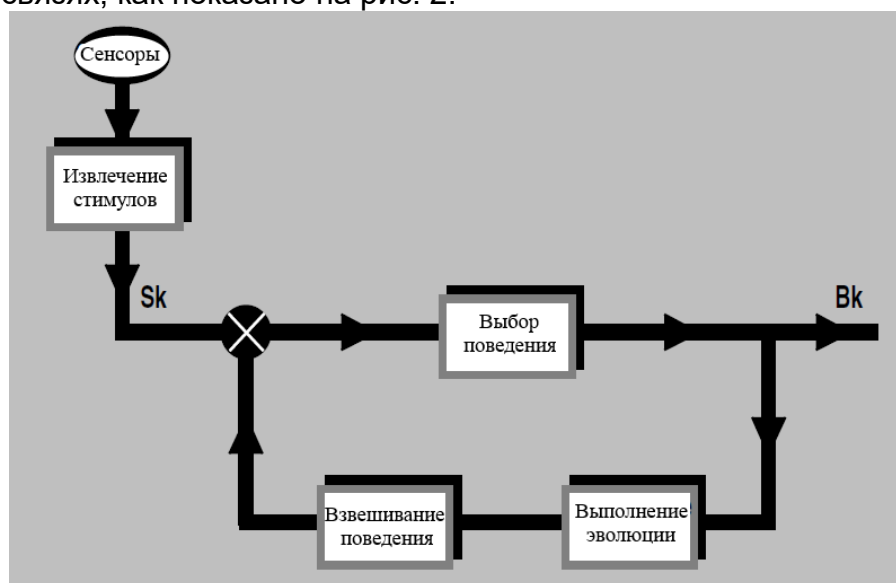 связях, как показано на рис. 2.
Сенсоры
Извлечение
стимулов
Sk
Выбор
поведения
Bk
Взвешивание
поведения
Выполнение
эволюции